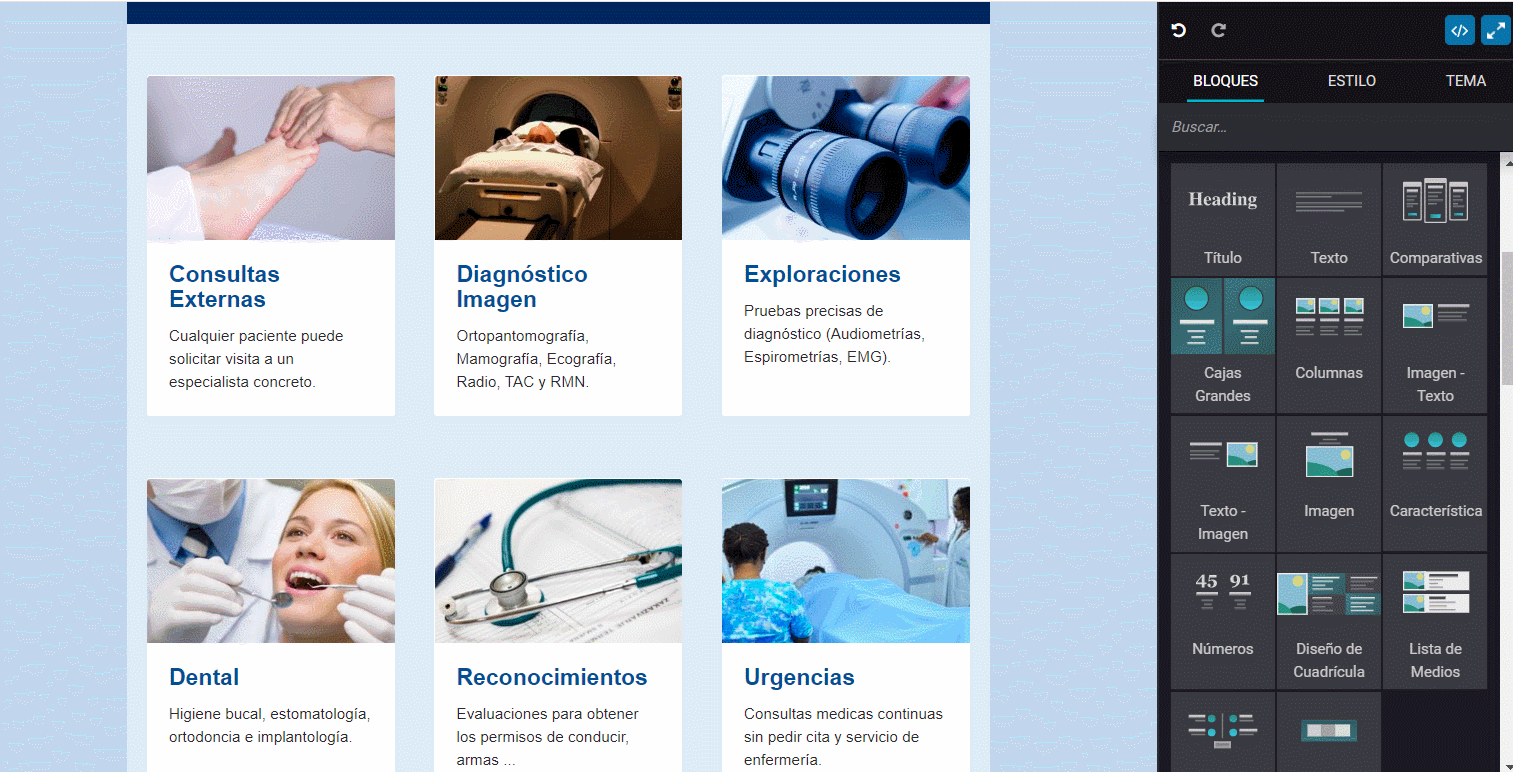 BLOQUES
ESTILO
TEMA
Buscar...
Consultas
Externas
Cualquier paciente puede
solicitar visita a un
especialista concreto.
Diagnóstico
Imagen
Ortopantomografía,
Mamografía, Ecografía,
Radio, TAC y RMN.
Exploraciones
Pruebas precisas de
diagnóstico (Audiometrías,
Espirometrías, EMG).
Dental
Higiene bucal, estomatología,
ortodoncia e implantología.
Reconocimientos
Evaluaciones para obtener
los permisos de conducir,
armas ...
Urgencias
Consultas medicas continuas
sin pedir cita y servicio de
enfermería.
Heading
Título
Texto
Comparativas
Cajas
Grandes
Columnas
Imagen -
Texto
Texto -
Imagen
Imagen
Característica
45 91
Números
Diseño de
Cuadrícula
Lista de
Medios